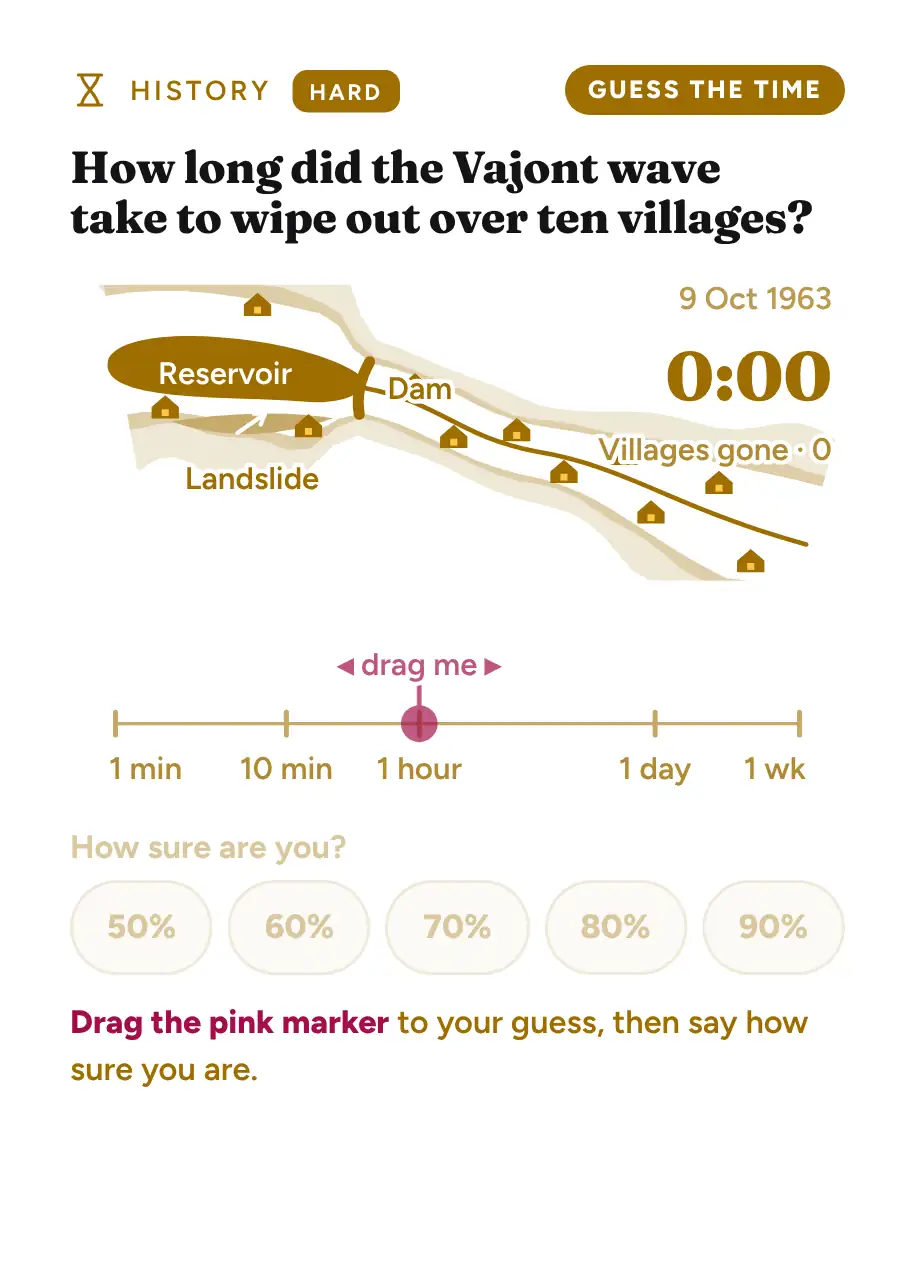 HISTORY HARD GUESS THE TIME
How long did the Vajont wave
take to wipe out over ten villages?
9 Oct 1963
0:00
Reservoir
Dam
Villages gone · 0
Landslide
◀ drag me ▶
1 min 10 min 1 hour 1 day 1 wk
How sure are you?
50% 60% 70% 80% 90%
Drag the pink marker to your guess, then say how
sure you are.